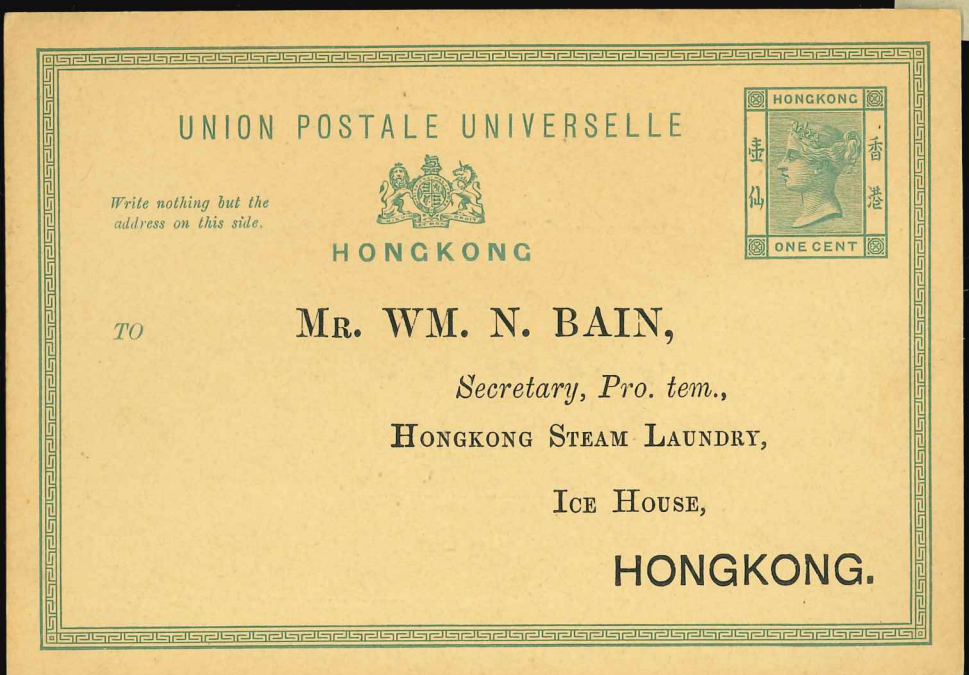 UNION POSTALE UNIVERSELLE
HONGKONG
壹仙
香港
ONE CENT
Write nothing but the
address on this side.
HONGKONG
TO
MR. WM. N. BAIN,
Secretary, Pro. tem.,
HONGKONG STEAM LAUNDRY,
ICE HOUSE,
HONGKONG.